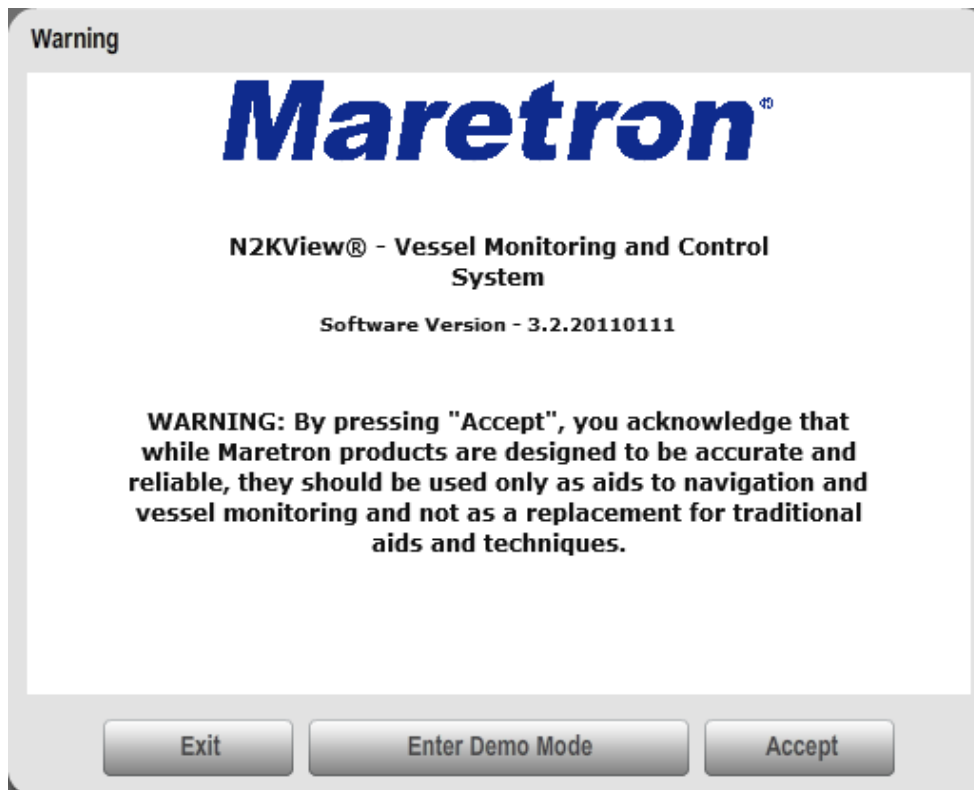 Warning
Maretron®
N2KView® - Vessel Monitoring and Control
System
Software Version - 3.2.20110111
WARNING: By pressing "Accept", you acknowledge that
while Maretron products are designed to be accurate and
reliable, they should be used only as aids to navigation and
vessel monitoring and not as a replacement for traditional
aids and techniques.
Exit Enter Demo Mode Accept